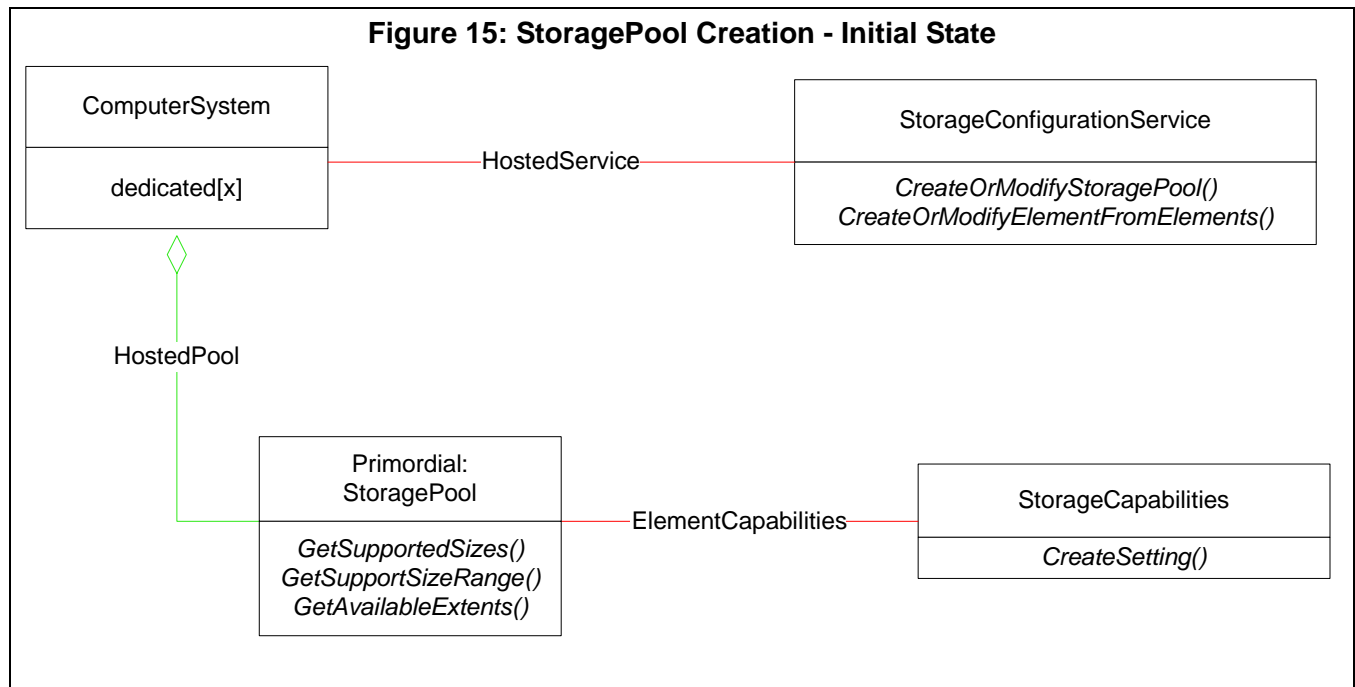 Figure 15: StoragePool Creation - Initial State
ComputerSystem
dedicated[x]
HostedService
StorageConfigurationService
CreateOrModifyStoragePool()
CreateOrModifyElementFromElements()
HostedPool
Primordial:
StoragePool
GetSupportedSizes()
GetSupportSizeRange()
GetAvailableExtents()
ElementCapabilities
StorageCapabilities
CreateSetting()